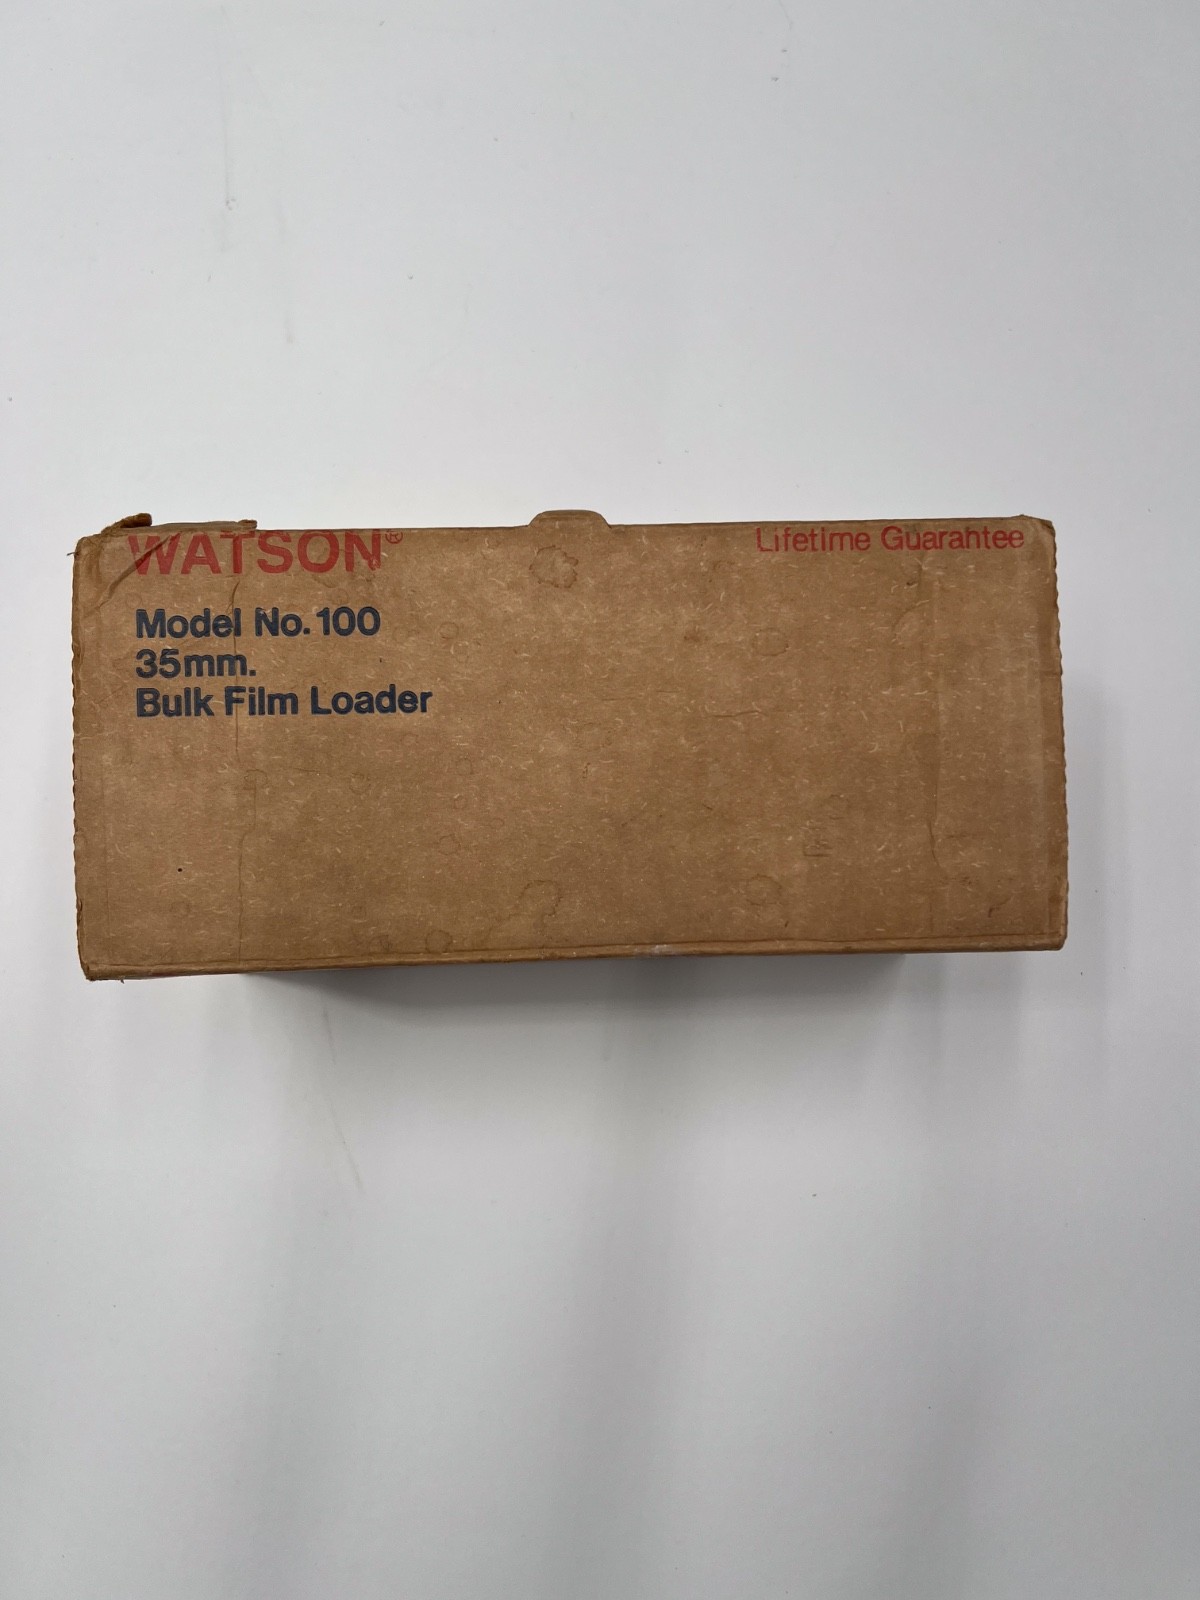 WATSON® Lifetime Guarantee
Model No. 100
35mm.
Bulk Film Loader